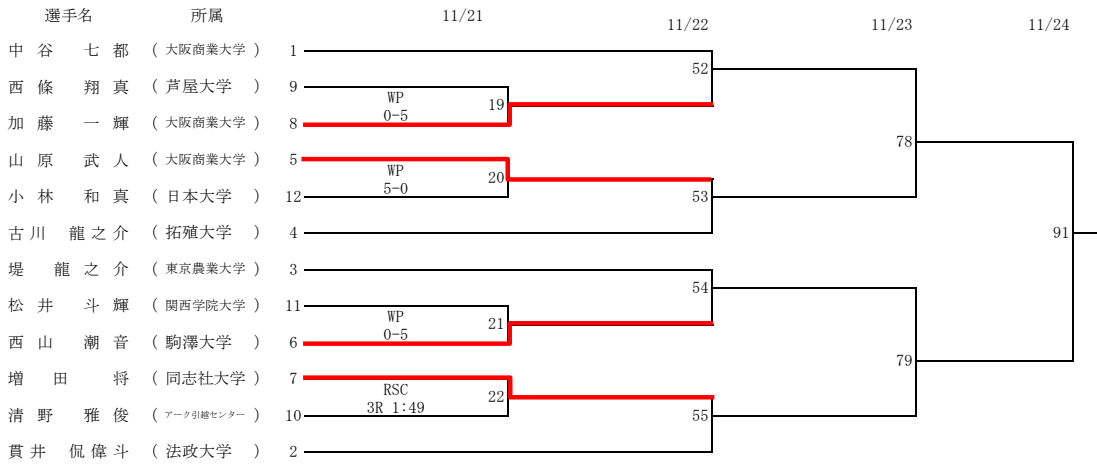 選手名 所属 11/21 11/22 11/23 11/24
中谷 七都 ( 大阪商業大学 ) 1
52
西條 翔真 ( 芦屋大学 ) 9
WP 19
0-5
加藤 一輝 ( 大阪商業大学 ) 8
78
山原 武人 ( 大阪商業大学 ) 5
WP 20
5-0
小林 和真 ( 日本大学 ) 12
53
古川 龍之介 ( 拓殖大学 ) 4
91
堤 龍之介 ( 東京農業大学 ) 3
54
松井 斗輝 ( 関西学院大学 ) 11
WP 21
0-5
西山 潮音 ( 駒澤大学 ) 6
79
増田 将 ( 同志社大学 ) 7
RSC 22
3R 1:49
清野 雅俊 ( アーク引越センター ) 10
55
貫井 侃偉斗 ( 法政大学 ) 2